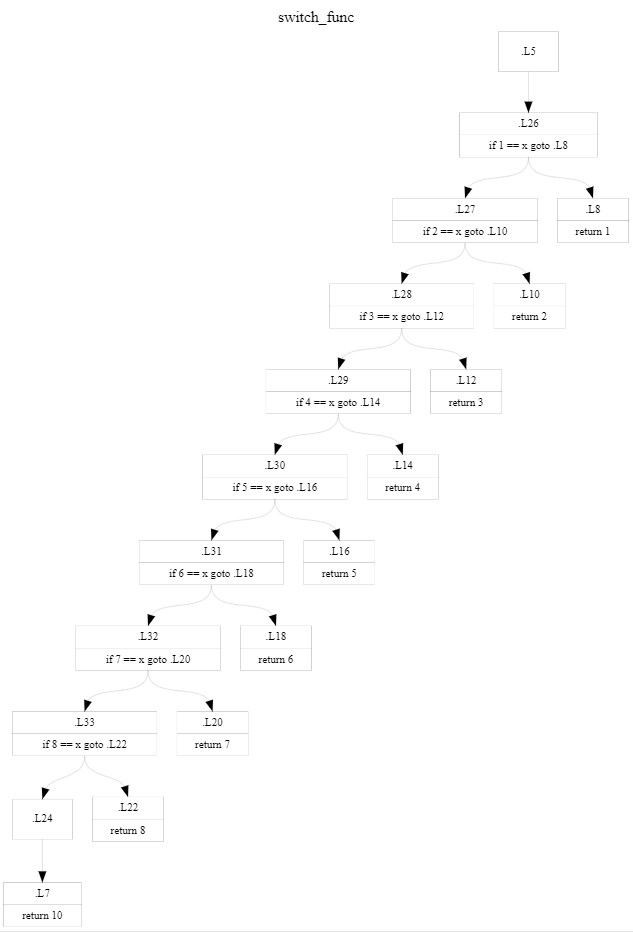 switch_func
.L5
.L26
if 1 == x goto .L8
.L27
.L8
if 2 == x goto .L10
return 1
.L28
.L10
if 3 == x goto .L12
return 2
.L29
.L12
if 4 == x goto .L14
return 3
.L30
.L14
if 5 == x goto .L16
return 4
.L31
.L16
if 6 == x goto .L18
return 5
.L32
.L18
if 7 == x goto .L20
return 6
.L33
.L20
if 8 == x goto .L22
return 7
.L24
.L22
return 8
.L7
return 10